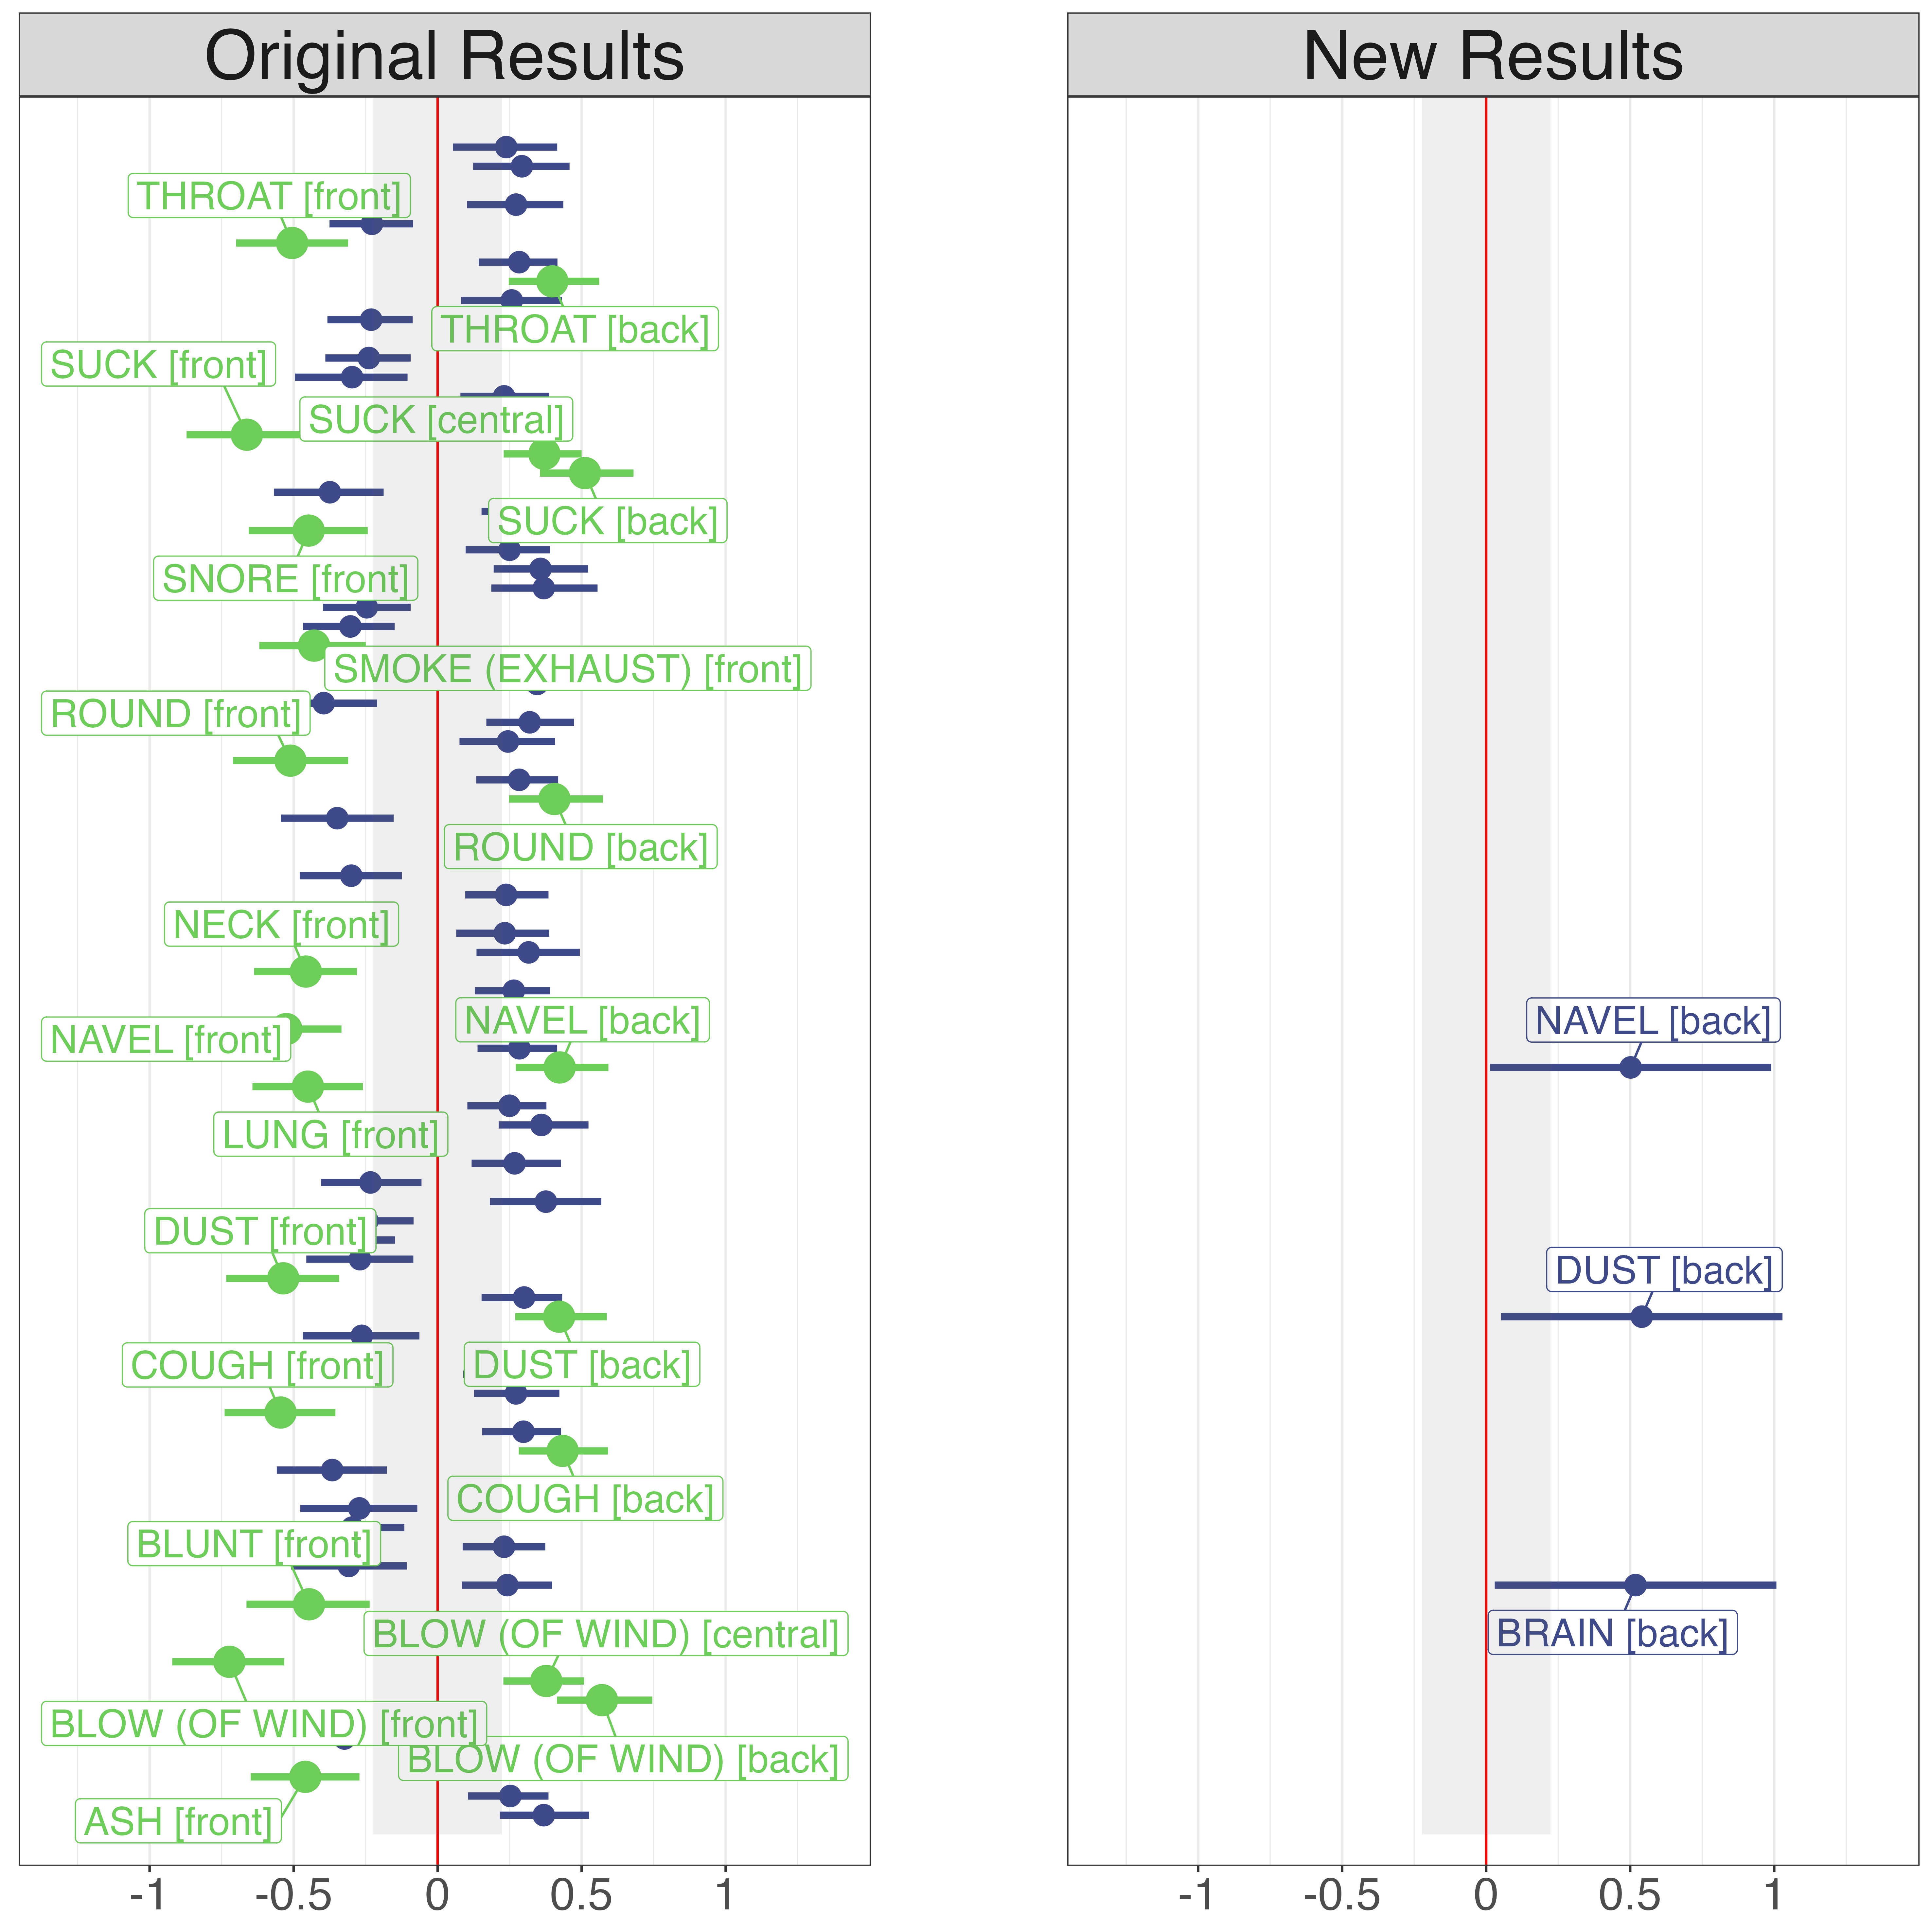 Original Results
THROAT [front]
THROAT [back]
SUCK [front]
SUCK [central]
SUCK [back]
SNORE [front]
SMOKE (EXHAUST) [front]
ROUND [front]
ROUND [back]
NECK [front]
NAVEL [back]
NAVEL [front]
LUNG [front]
DUST [front]
DUST [back]
COUGH [front]
COUGH [back]
BLUNT [front]
BLOW (OF WIND) [central]
BLOW (OF WIND) [front]
BLOW (OF WIND) [back]
ASH [front]
-1 -0.5 0 0.5 1
New Results
NAVEL [back]
DUST [back]
BRAIN [back]
-1 -0.5 0 0.5 1